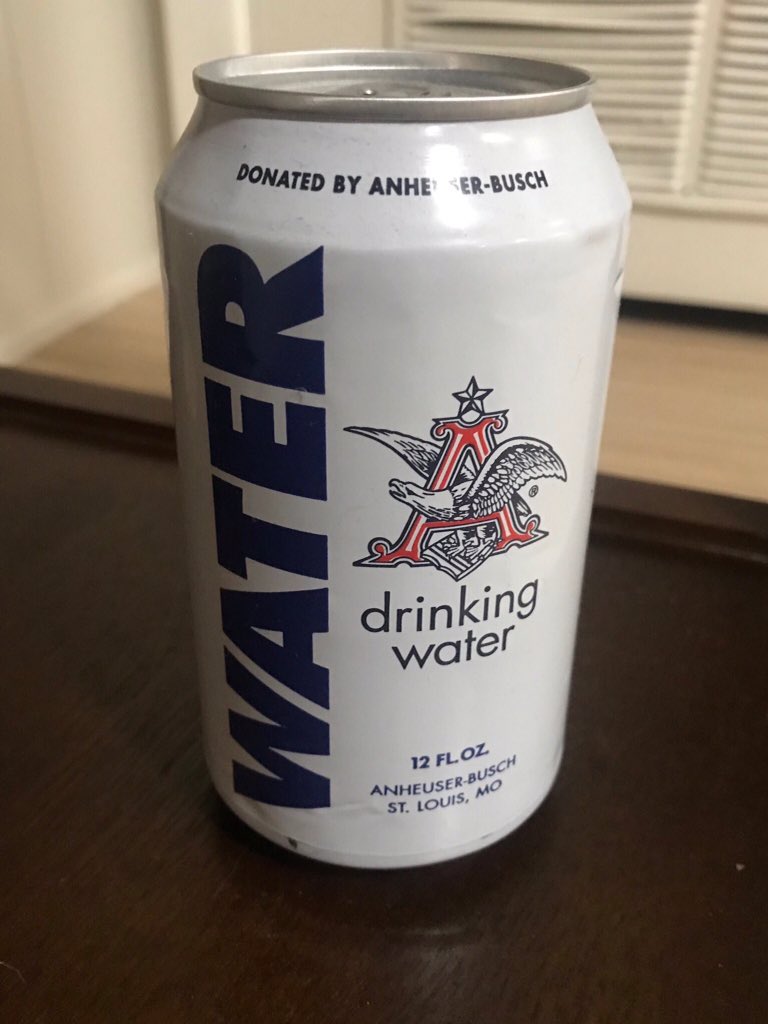 DONATED BY ANHEUSER-BUSCH
WATER
A
®
drinking
water
12 FL. OZ.
ANHEUSER-BUSCH
ST. LOUIS, MO